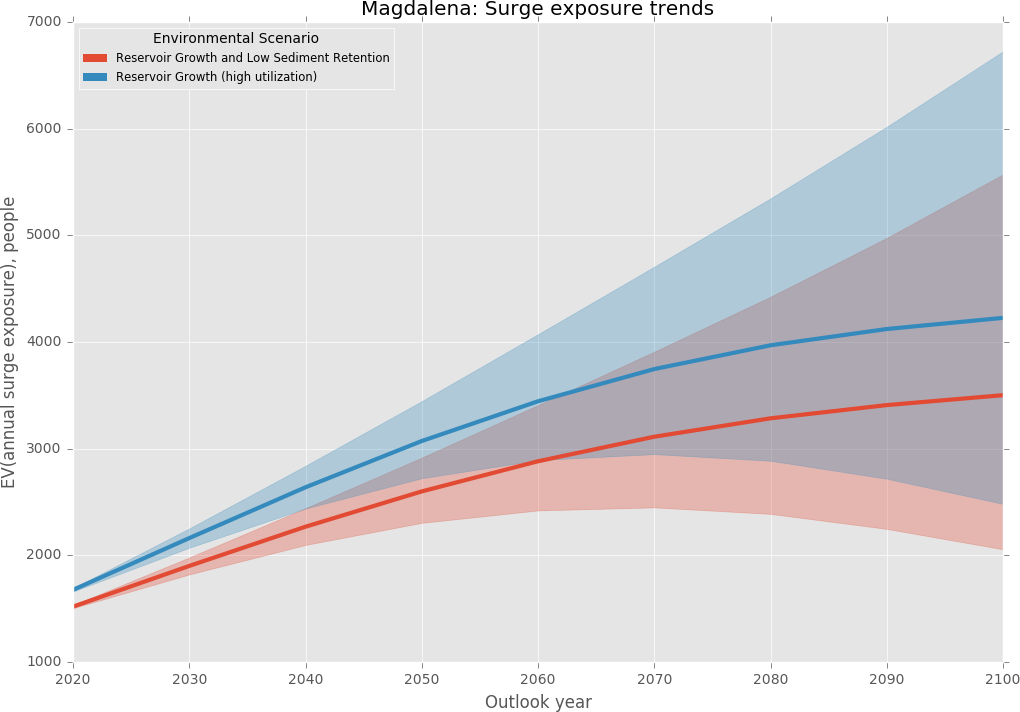 Magdalena: Surge exposure trends
7000
6000
5000
4000
3000
2000
1000
EV(annual surge exposure), people
Environmental Scenario
Reservoir Growth and Low Sediment Retention
Reservoir Growth (high utilization)
2020 2030 2040 2050 2060 2070 2080 2090 2100
Outlook year